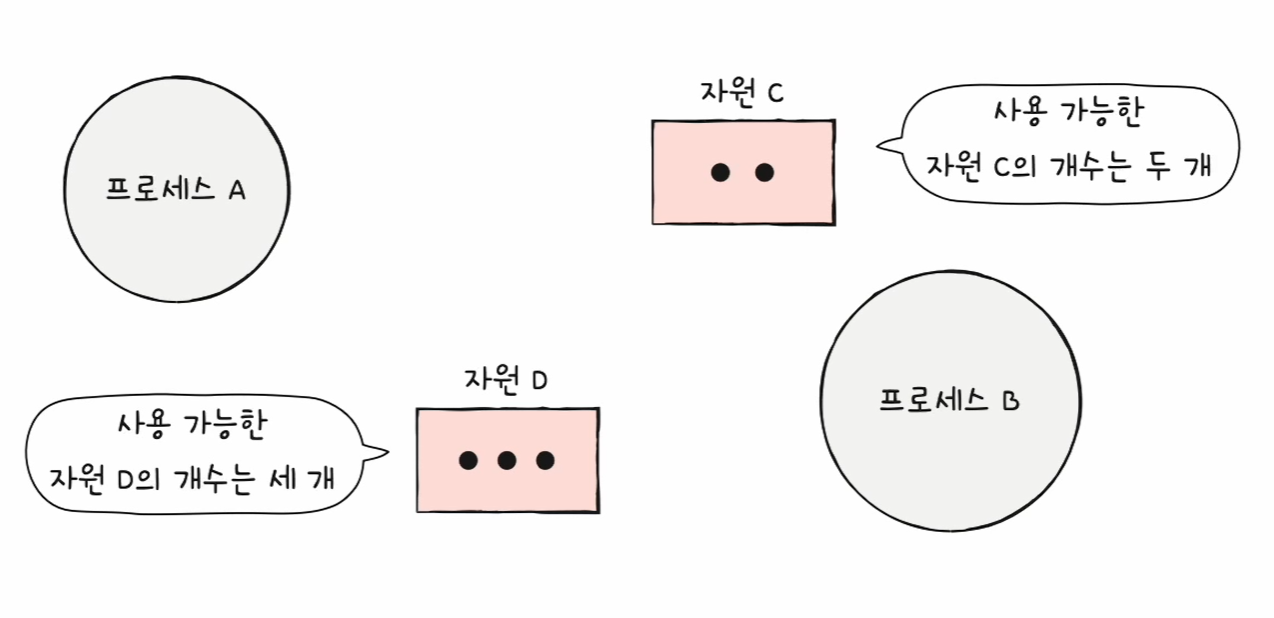 프로세스 A
자원 C
사용 가능한
자원 C의 개수는 두 개
프로세스 B
자원 D
사용 가능한
자원 D의 개수는 세 개